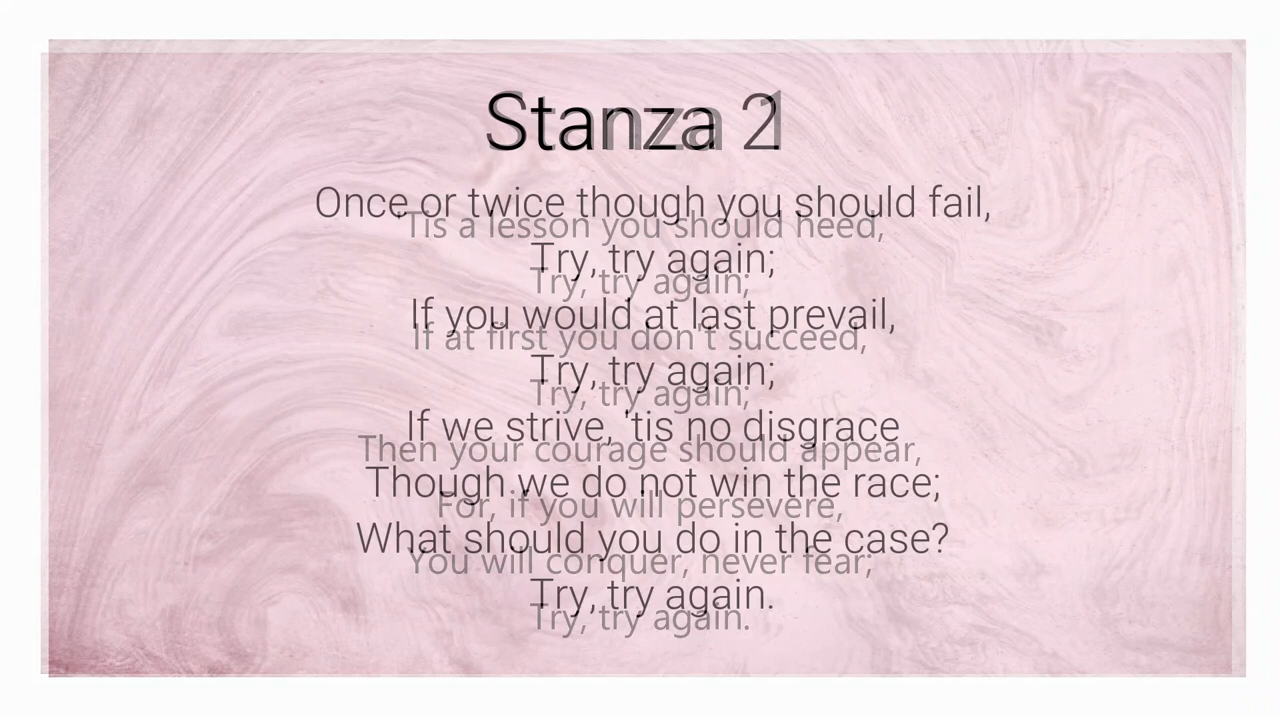 Stanza 2
Once or twice though you should fail,
Try, try again;
If you would at last prevail,
Try, try again;
If we strive, 'tis no disgrace
Though we do not win the race;
What should you do in the case?
Try, try again.
Stanza 1
'Tis a lesson you should heed,
Try, try again;
If at first you don't succeed,
Try, try again;
Then your courage should appear,
For, if you will persevere,
You will conquer, never fear;
Try, try again.